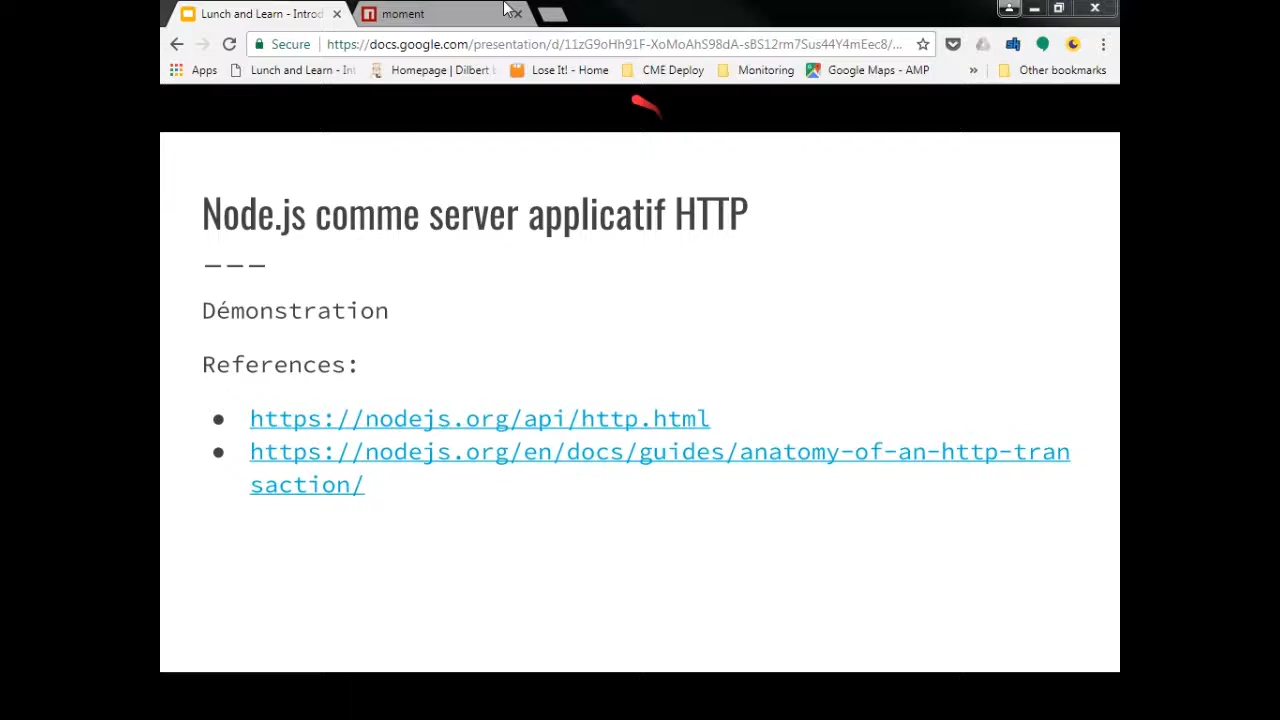 Lunch and Learn - Introd
moment
Secure
https://docs.google.com/presentation/d/11zG9oHh91F-XoMoAhS98dA-sBS12rm7Sus44Y4mEec8/...
Apps
Lunch and Learn - Int
Homepage | Dilbert b
Lose It! - Home
CME Deploy
Monitoring
Google Maps - AMP
»
Other bookmarks
Node.js comme server applicatif HTTP
———
Démonstration
References:
● https://nodejs.org/api/http.html
● https://nodejs.org/en/docs/guides/anatomy-of-an-http-tran
saction/